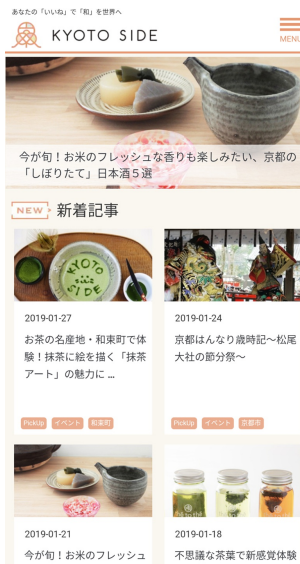 あなたの「いいね」で「和」を世界へ
KYOTO SIDE
MENU
今が旬！お米のフレッシュな香りも楽しみたい、京都の
「しぼりたて」日本酒５選
NEW 新着記事
KYOTO
SIDE
2019-01-27
お茶の名産地・和束町で体
験！抹茶に絵を描く「抹茶
アート」の魅力に ...
PickUp イベント 和束町
2019-01-24
京都はんなり歳時記～松尾
大社の節分祭～
PickUp イベント 京都市
2019-01-21
今が旬！お米のフレッシュ
2019-01-18
不思議な茶葉で新感覚体験